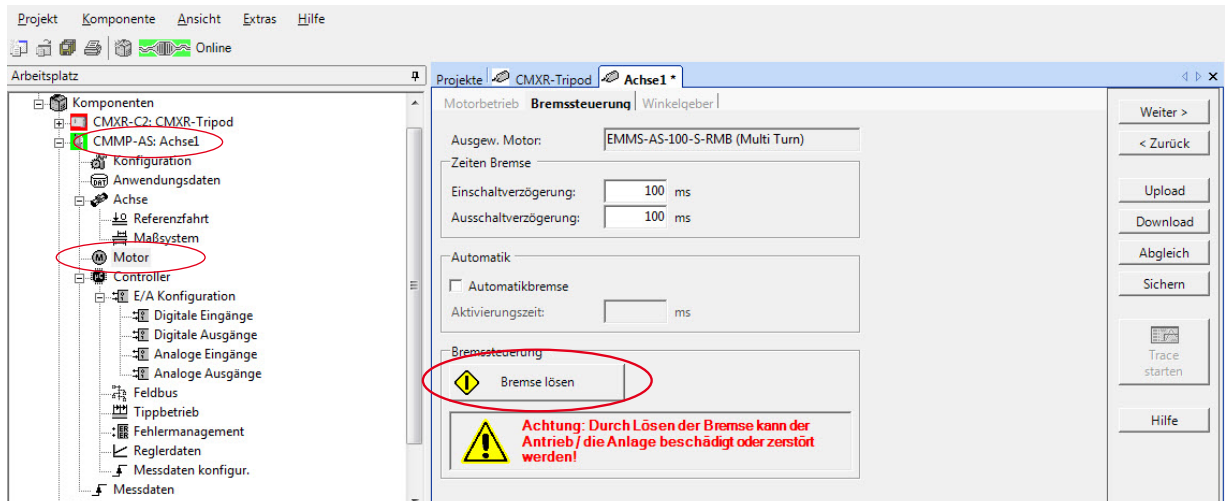 Projekt Komponente Ansicht Extras Hilfe
Online
Arbeitsplatz
Komponenten
CMXR-C2: CMXR-Tripod
CMMP-AS: Achse1
Konfiguration
DAT Anwendungsdaten
Achse
Referenzfahrt
Maßsystem
M Motor
Controller
E/A Konfiguration
Digitale Eingänge
Digitale Ausgänge
Analoge Eingänge
Analoge Ausgänge
Feldbus
Tippbetrieb
Fehlermanagement
Reglerdaten
Messdaten konfigur.
Messdaten
Projekte CMXR-Tripod Achse1 *
Motorbetrieb Bremssteuerung Winkelgeber
Ausgew. Motor: EMMS-AS-100-S-RMB (Multi Turn)
Zeiten Bremse
Einschaltverzögerung: 100 ms
Ausschaltverzögerung: 100 ms
Automatik
Automatikbremse
Aktivierungszeit: ms
Bremssteuerung
Bremse lösen
Achtung: Durch Lösen der Bremse kann der
Antrieb / die Anlage beschädigt oder zerstört
werden!
Weiter >
< Zurück
Upload
Download
Abgleich
Sichern
Trace
starten
Hilfe